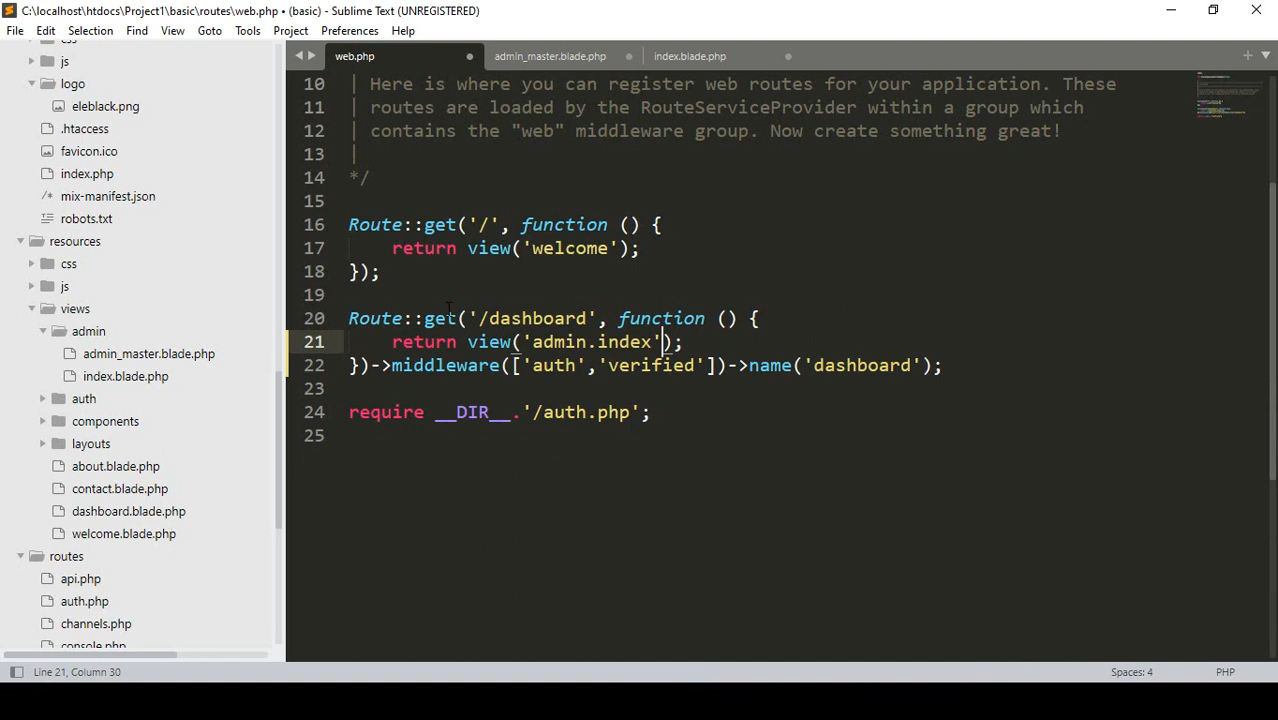 C:\localhost\htdocs\Project1\basic\routes\web.php • (basic) - Sublime Text (UNREGISTERED)
File Edit Selection Find View Goto Tools Project Preferences Help
web.php admin_master.blade.php index.blade.php
js
logo
eleblack.png
.htaccess
favicon.ico
index.php
/* mix-manifest.json
robots.txt
resources
css
js
views
admin
admin_master.blade.php
index.blade.php
auth
components
layouts
about.blade.php
contact.blade.php
dashboard.blade.php
welcome.blade.php
routes
api.php
auth.php
channels.php
console.php
10 | Here is where you can register web routes for your application. These
11 | routes are loaded by the RouteServiceProvider within a group which
12 | contains the "web" middleware group. Now create something great!
13 |
14 */
15
16 Route::get('/', function () {
17     return view('welcome');
18 });
19
20 Route::get('/dashboard', function () {
21     return view('admin.index');
22 })->middleware(['auth','verified'])->name('dashboard');
23
24 require __DIR__.'/auth.php';
25
Line 21, Column 30 Spaces: 4 PHP